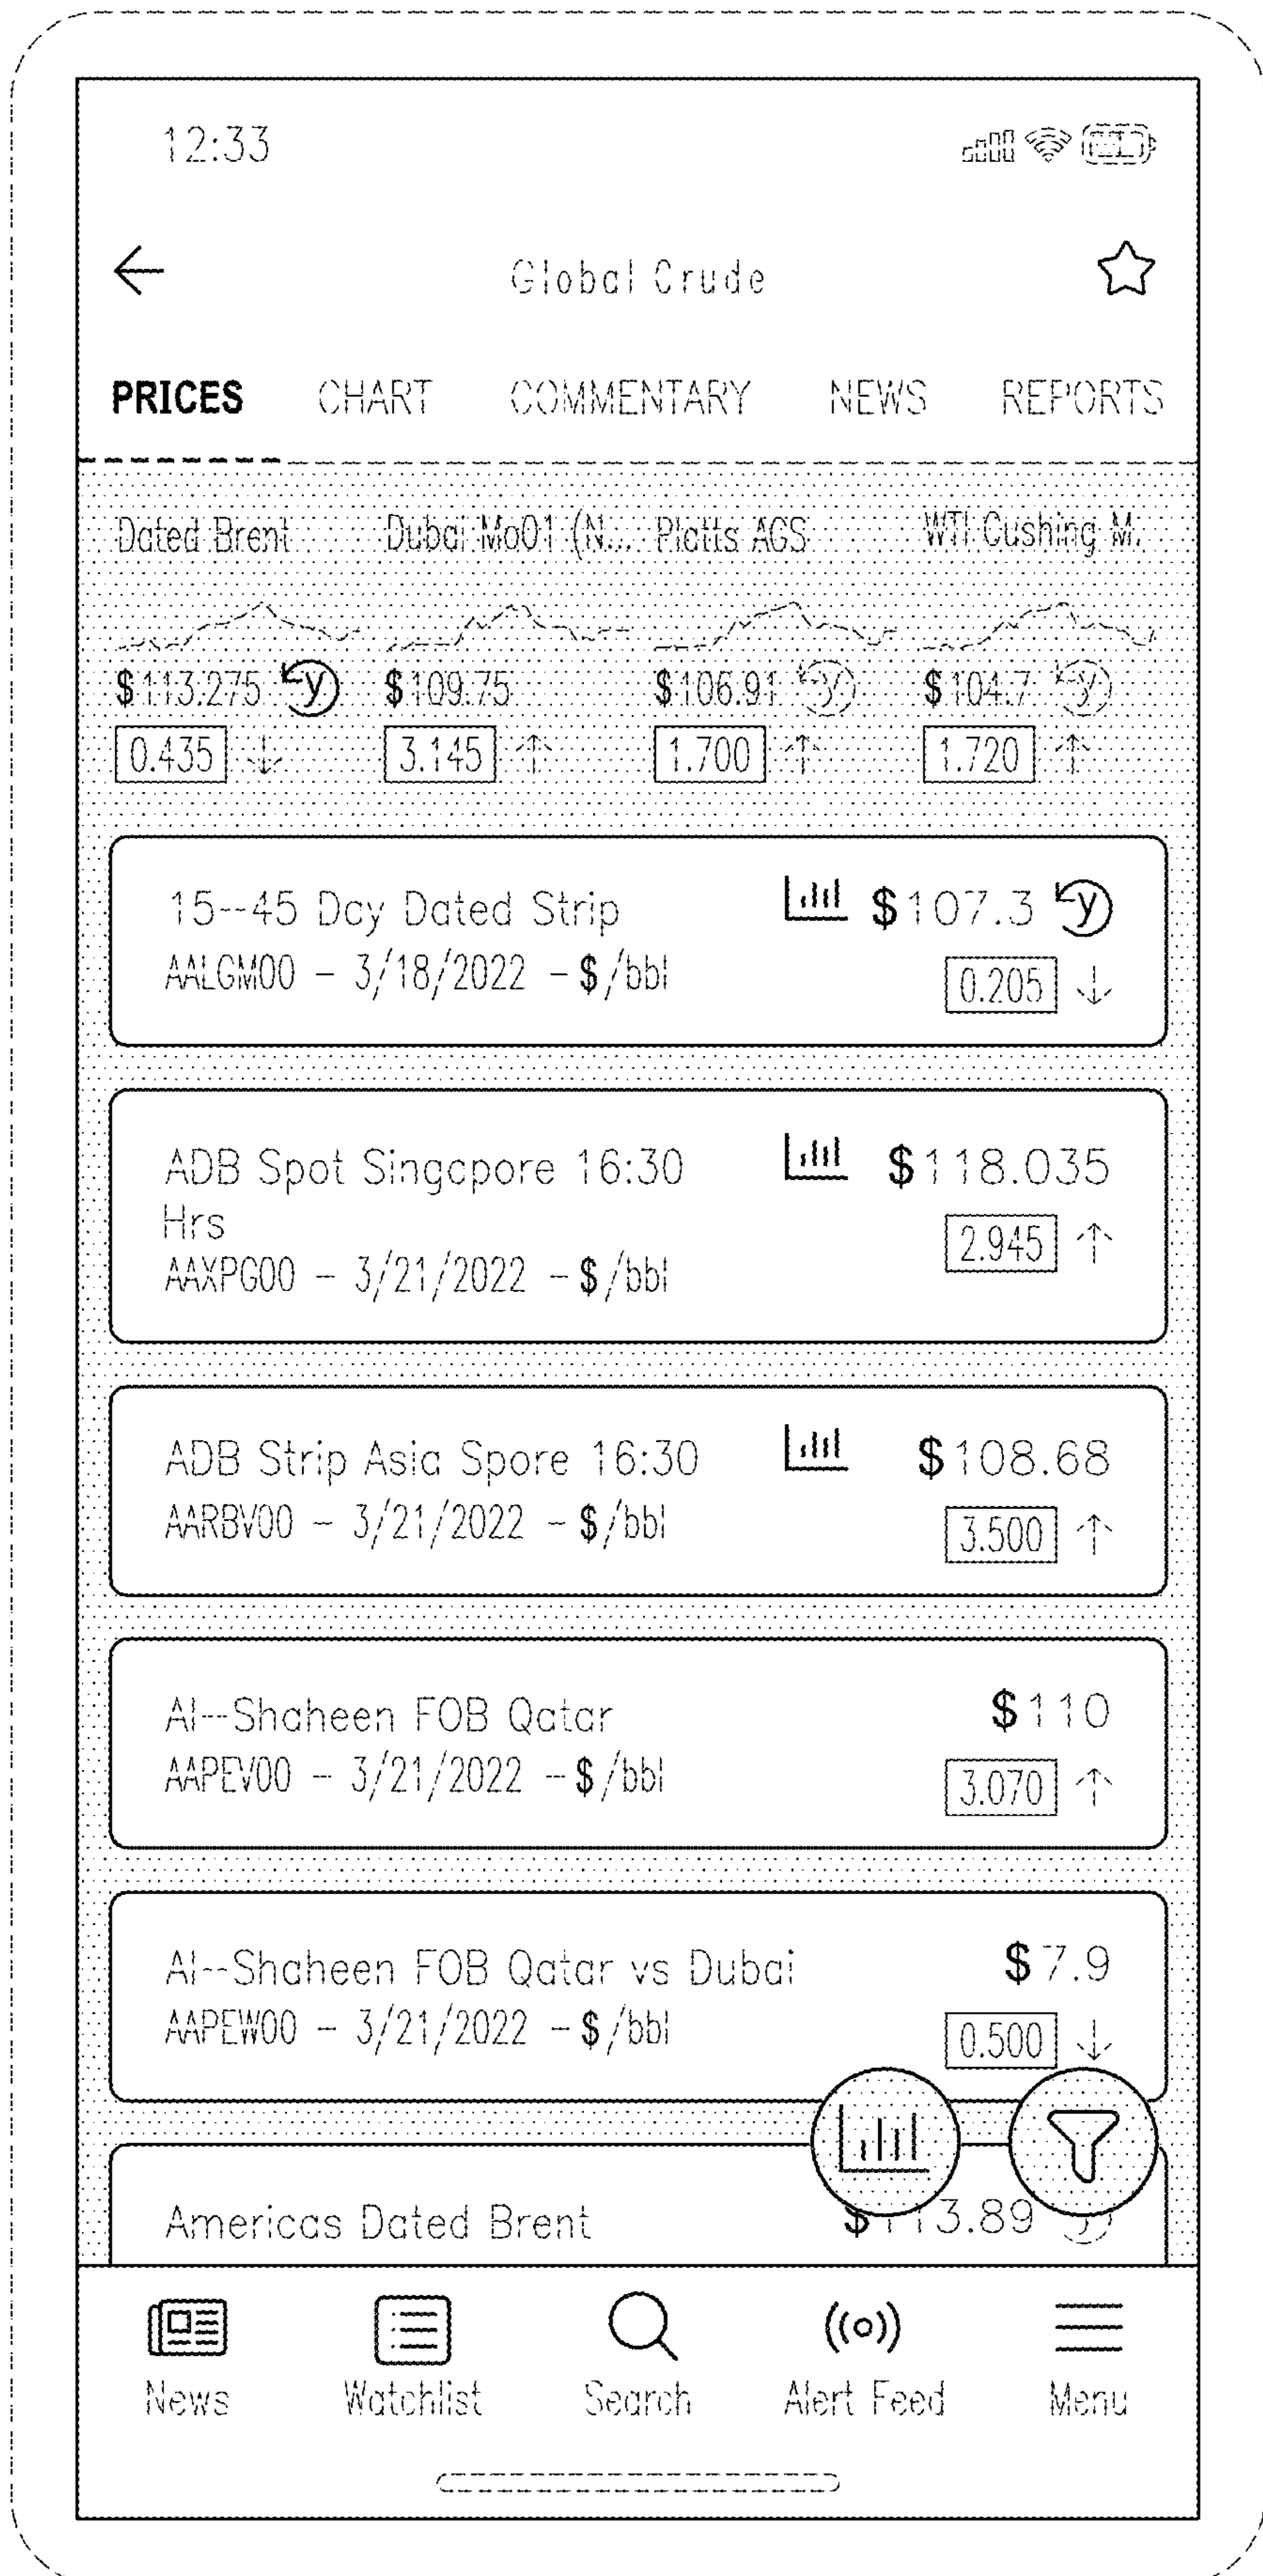 12:33
Global Crude
PRICES CHART COMMENTARY NEWS REPORTS
Dated Brent Dubai Mo01 (N... Platts AGS WTI Cushing M.
$113.275 y $109.75 $106.91 y $104.7 y
0.435 ↓ 3.145 ↑ 1.700 ↑ 1.720 ↑
15--45 Day Dated Strip $107.3 y
AALGM00 – 3/18/2022 – $/bbl 0.205 ↓
ADB Spot Singapore 16:30 $118.035
Hrs 2.945 ↑
AAXPG00 – 3/21/2022 – $/bbl
ADB Strip Asia Spore 16:30 $108.68
AARBV00 – 3/21/2022 – $/bbl 3.500 ↑
Al--Shaheen FOB Qatar $110
AAPEV00 – 3/21/2022 – $/bbl 3.070 ↑
Al--Shaheen FOB Qatar vs Dubai $7.9
AAPEW00 – 3/21/2022 – $/bbl 0.500 ↓
Americas Dated Brent $113.89 y
News Watchlist Search Alert Feed Menu